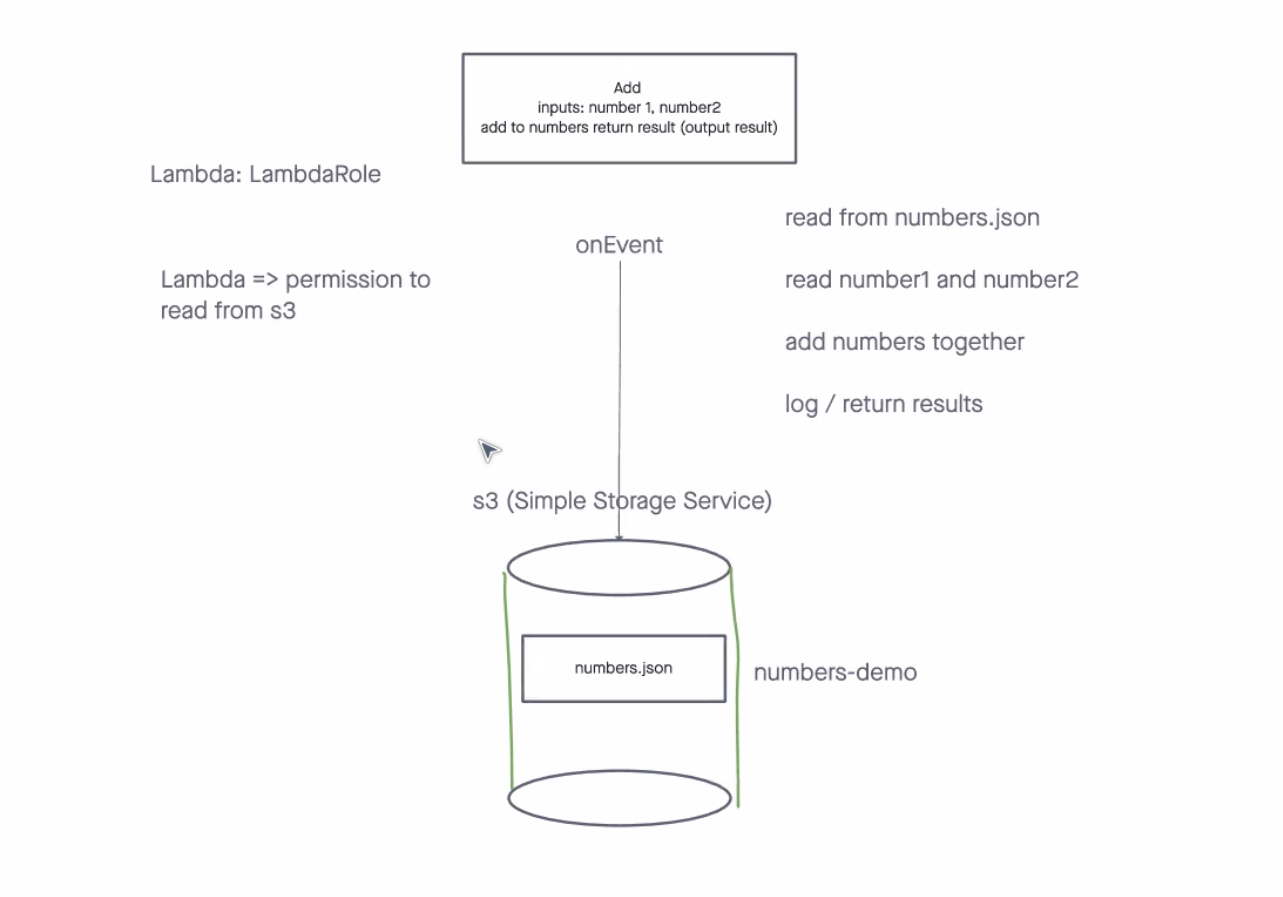 Add
inputs: number 1, number2
add to numbers return result (output result)
Lambda: LambdaRole
read from numbers.json
onEvent
Lambda => permission to
read from s3
read number1 and number2
add numbers together
log / return results
s3 (Simple Storage Service)
numbers.json
numbers-demo